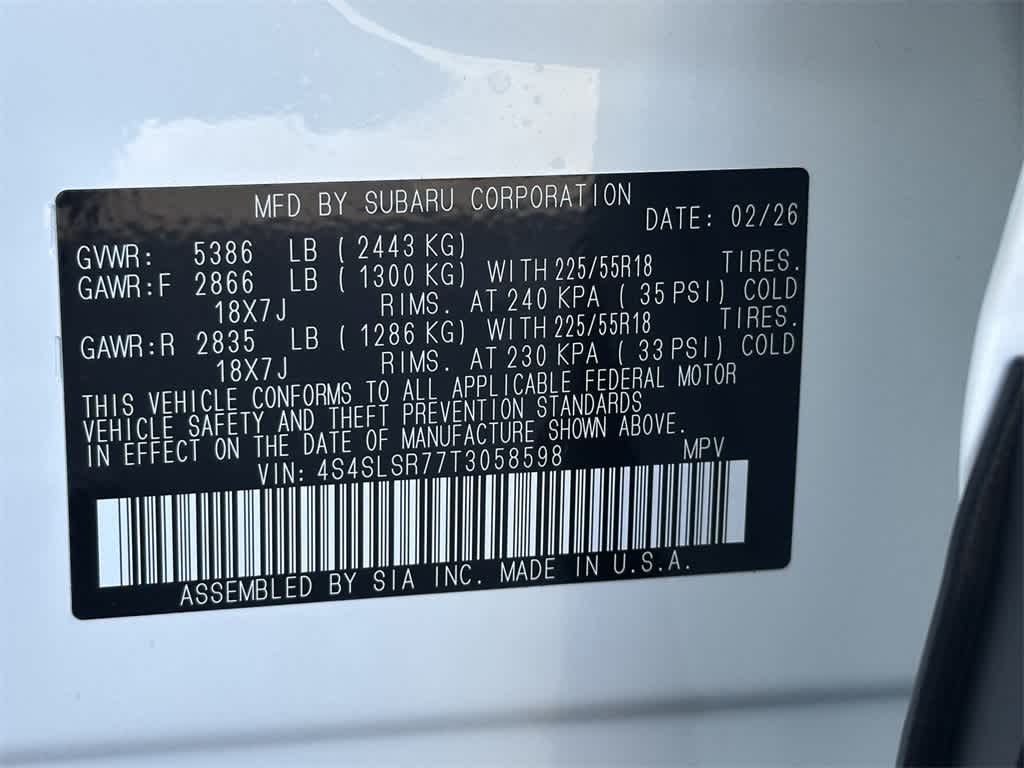 MFD BY SUBARU CORPORATION
DATE: 02/26
GVWR: 5386 LB ( 2443 KG)
GAWR:F 2866 LB ( 1300 KG) WITH 225/55R18 TIRES.
18X7J RIMS. AT 240 KPA ( 35 PSI) COLD
GAWR:R 2835 LB ( 1286 KG) WITH 225/55R18 TIRES.
18X7J RIMS. AT 230 KPA ( 33 PSI) COLD
THIS VEHICLE CONFORMS TO ALL APPLICABLE FEDERAL MOTOR
VEHICLE SAFETY AND THEFT PREVENTION STANDARDS
IN EFFECT ON THE DATE OF MANUFACTURE SHOWN ABOVE.
VIN: 4S4SLSR77T3058598 MPV
ASSEMBLED BY SIA INC. MADE IN U.S.A.